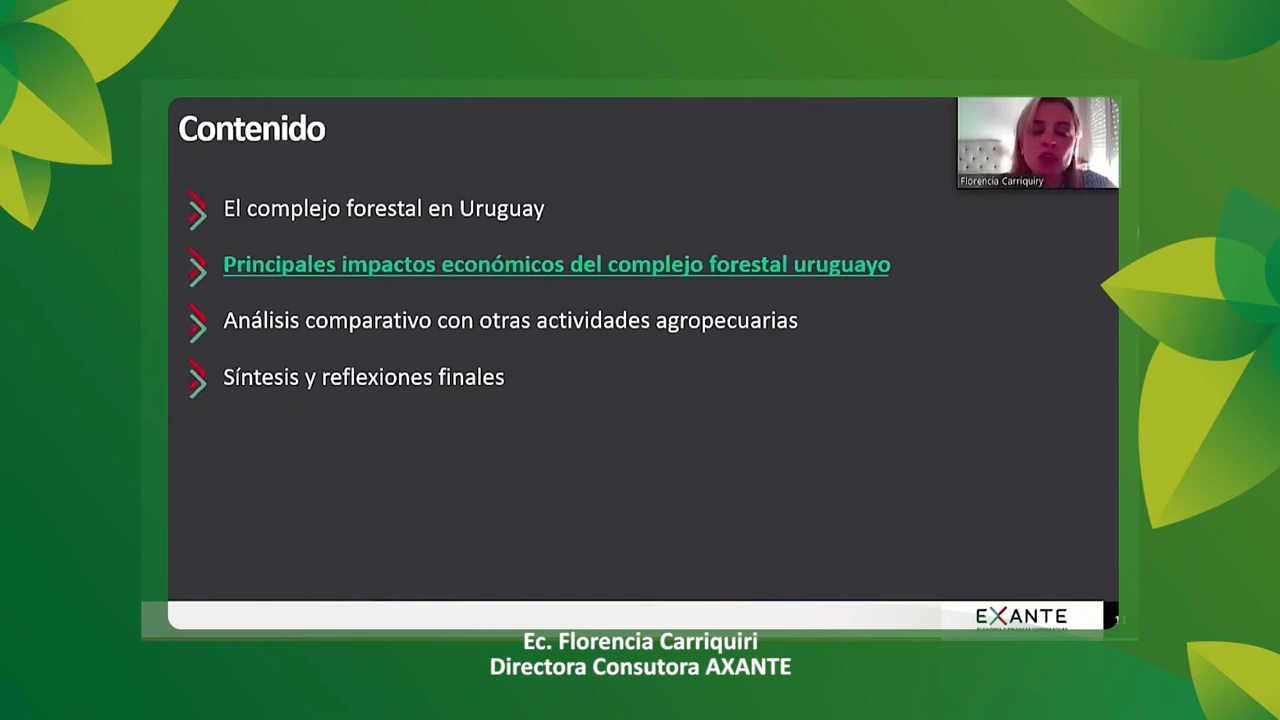 Contenido
Florencia Carriquiry
El complejo forestal en Uruguay
Principales impactos económicos del complejo forestal uruguayo
Análisis comparativo con otras actividades agropecuarias
Síntesis y reflexiones finales
EXANTE
Ec. Florencia Carriquiri
Directora Consutora AXANTE